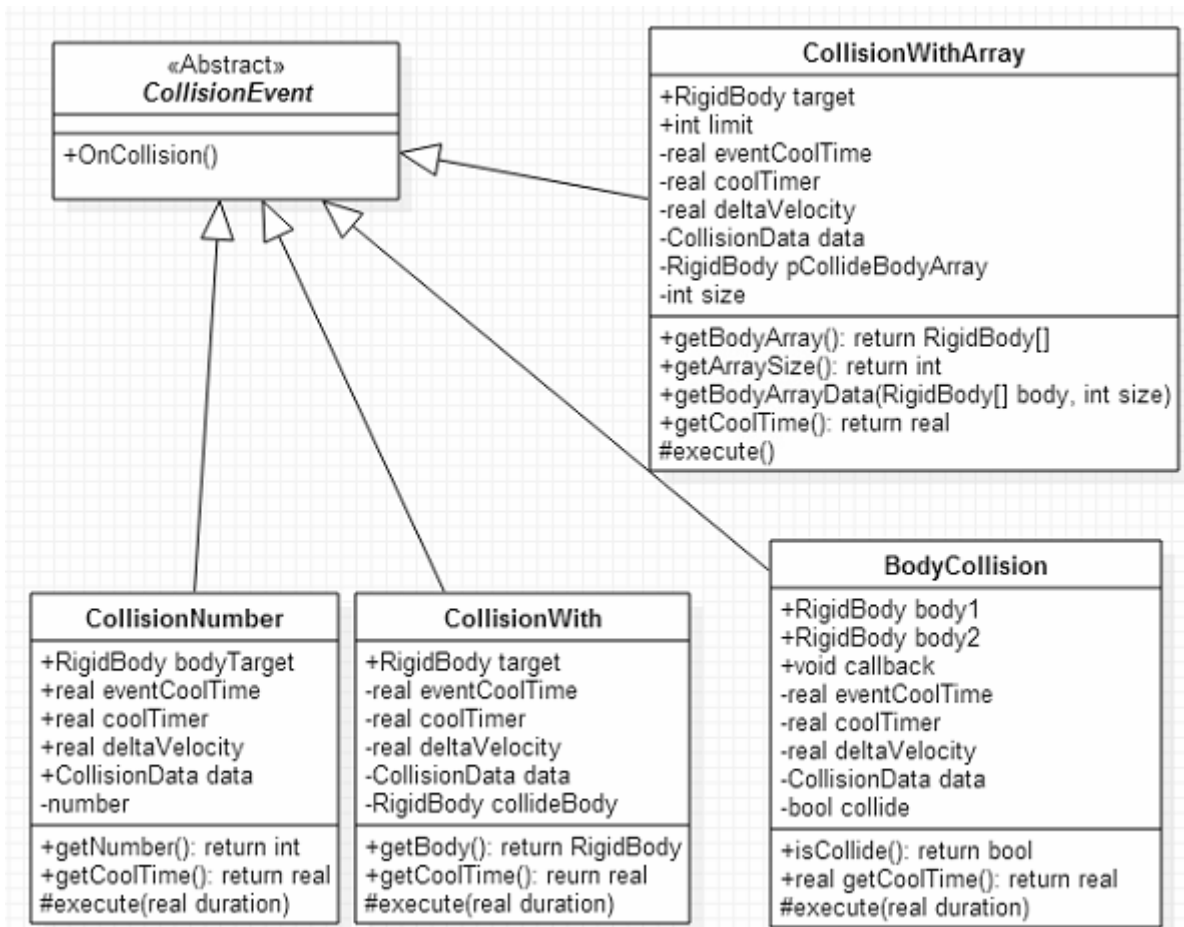 «Abstract»
CollisionEvent
+OnCollision()
CollisionWithArray
+RigidBody target
+int limit
-real eventCoolTime
-real coolTimer
-real deltaVelocity
-CollisionData data
-RigidBody pCollideBodyArray
-int size
+getBodyArray(): return RigidBody[]
+getArraySize(): return int
+getBodyArrayData(RigidBody[] body, int size)
+getCoolTime(): return real
#execute()
CollisionNumber
+RigidBody bodyTarget
+real eventCoolTime
+real coolTimer
+real deltaVelocity
+CollisionData data
-number
+getNumber(): return int
+getCoolTime(): return real
#execute(real duration)
CollisionWith
+RigidBody target
-real eventCoolTime
-real coolTimer
-real deltaVelocity
-CollisionData data
-RigidBody collideBody
+getBody(): return RigidBody
+getCoolTime(): reurn real
#execute(real duration)
BodyCollision
+RigidBody body1
+RigidBody body2
+void callback
-real eventCoolTime
-real coolTimer
-real deltaVelocity
-CollisionData data
-bool collide
+isCollide(): return bool
+real getCoolTime(): return real
#execute(real duration)